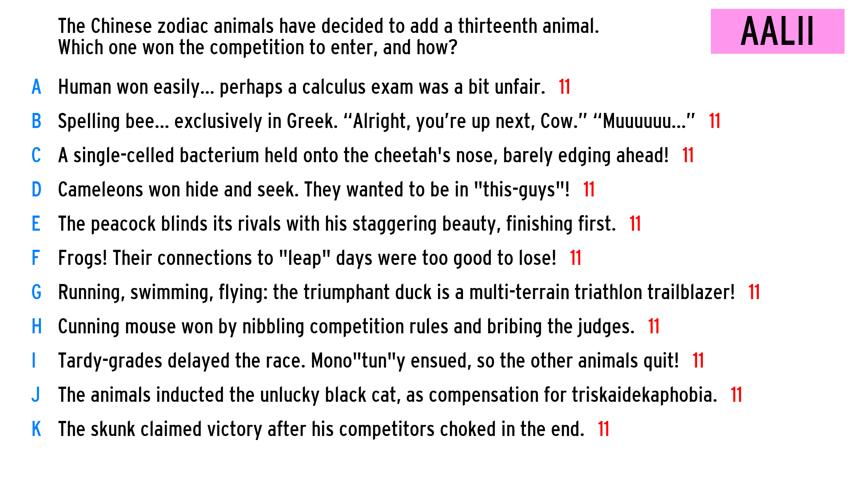 The Chinese zodiac animals have decided to add a thirteenth animal.
Which one won the competition to enter, and how?
AALII
A Human won easily... perhaps a calculus exam was a bit unfair. 11
B Spelling bee... exclusively in Greek. “Alright, you’re up next, Cow.” “Muuuuuu...” 11
C A single-celled bacterium held onto the cheetah's nose, barely edging ahead! 11
D Cameleons won hide and seek. They wanted to be in "this-guys"! 11
E The peacock blinds its rivals with his staggering beauty, finishing first. 11
F Frogs! Their connections to "leap" days were too good to lose! 11
G Running, swimming, flying: the triumphant duck is a multi-terrain triathlon trailblazer! 11
H Cunning mouse won by nibbling competition rules and bribing the judges. 11
I Tardy-grades delayed the race. Mono"tun"y ensued, so the other animals quit! 11
J The animals inducted the unlucky black cat, as compensation for triskaidekaphobia. 11
K The skunk claimed victory after his competitors choked in the end. 11